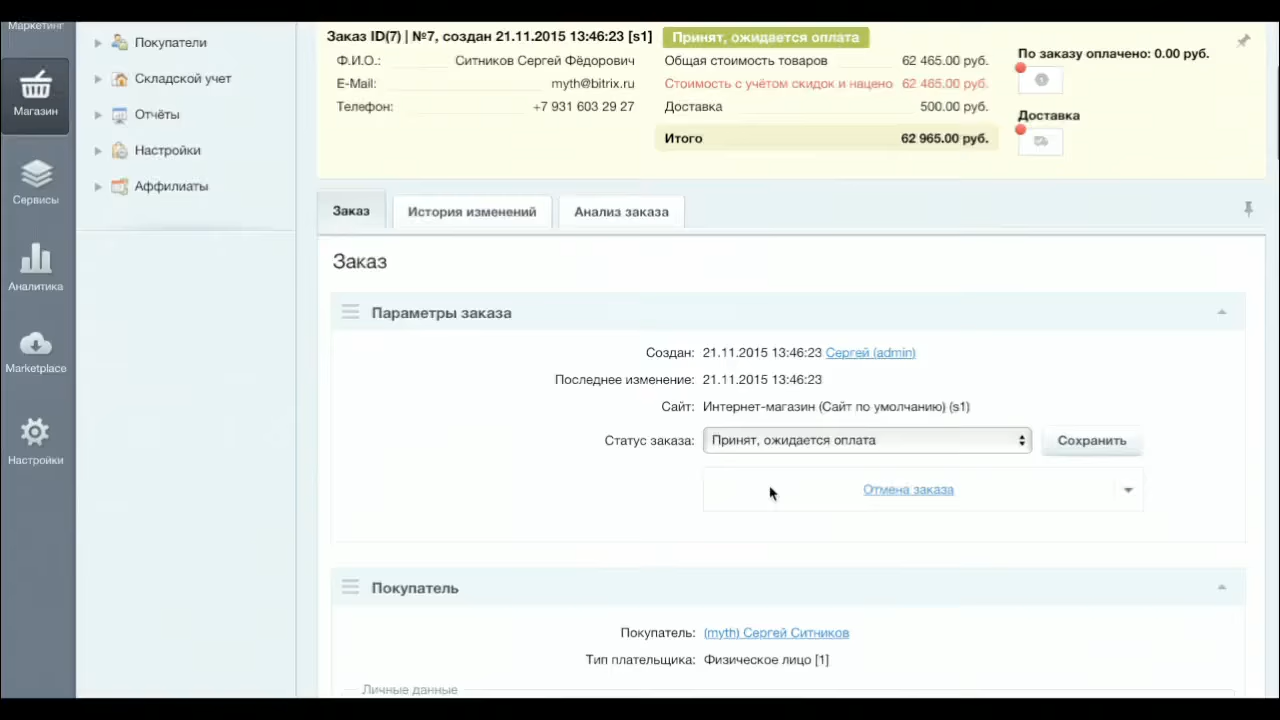 Маркетинг
Магазин
Сервисы
Аналитика
Marketplace
Настройки
Покупатели
Складской учет
Отчёты
Настройки
Аффилиаты
Заказ ID(7) | №7, создан 21.11.2015 13:46:23 [s1]
Принят, ожидается оплата
Ф.И.О.: Ситников Сергей Фёдорович
E-Mail: myth@bitrix.ru
Телефон: +7 931 603 29 27
Общая стоимость товаров 62 465.00 руб.
Стоимость с учётом скидок и нацено 62 465.00 руб.
Доставка 500.00 руб.
Итого 62 965.00 руб.
По заказу оплачено: 0.00 руб.
Доставка
Заказ История изменений Анализ заказа
Заказ
Параметры заказа
Создан: 21.11.2015 13:46:23 Сергей (admin)
Последнее изменение: 21.11.2015 13:46:23
Сайт: Интернет-магазин (Сайт по умолчанию) (s1)
Статус заказа: Принят, ожидается оплата Сохранить
Отмена заказа
Покупатель
Покупатель: (myth) Сергей Ситников
Тип плательщика: Физическое лицо [1]
Личные данные